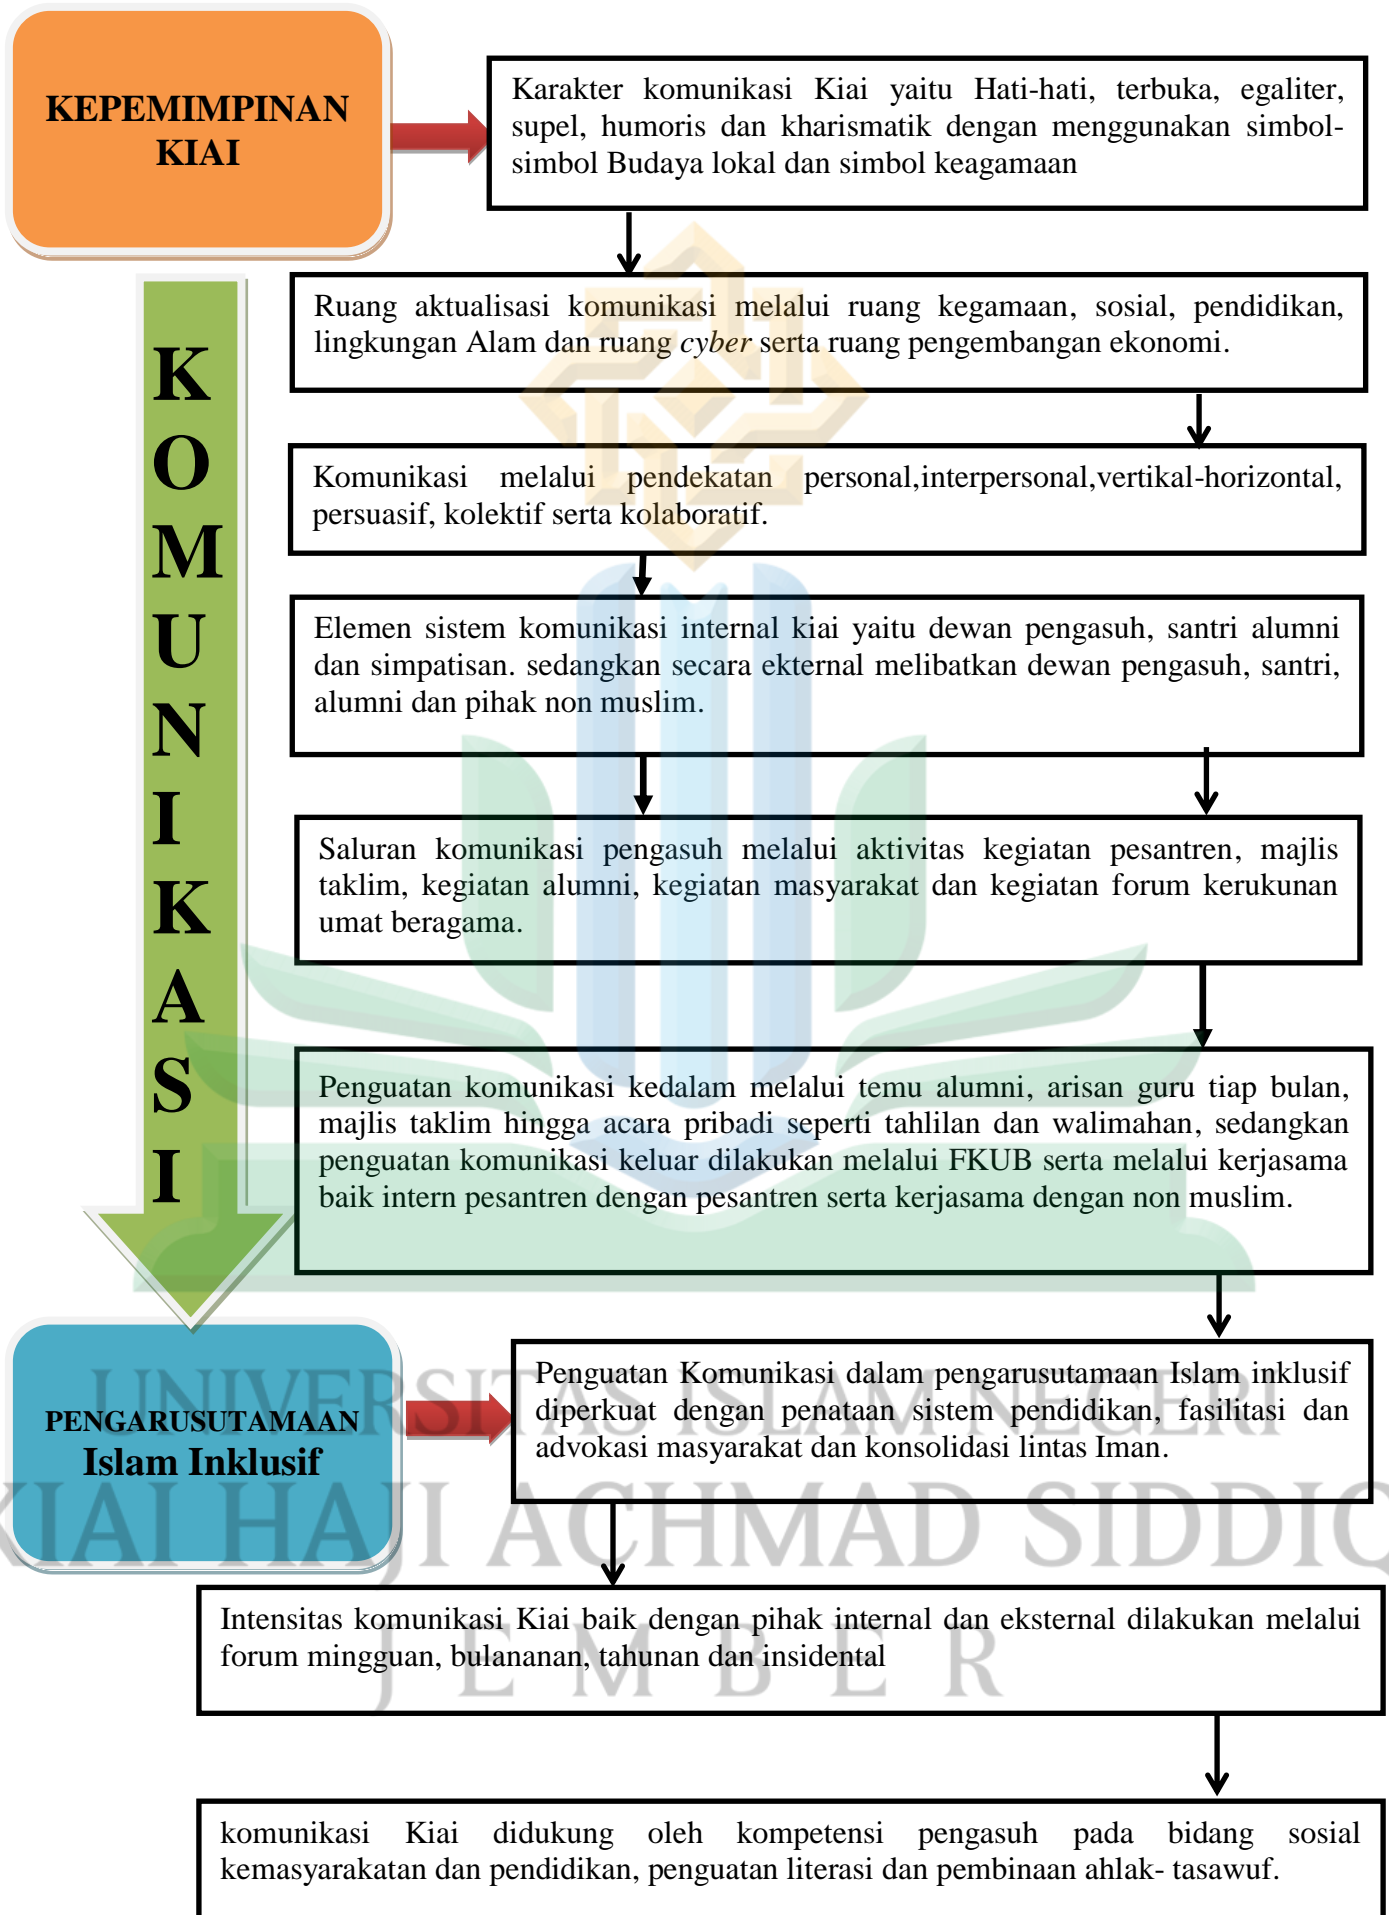 KEPEMIMPINAN
KIAI
Karakter komunikasi Kiai yaitu Hati-hati, terbuka, egaliter,
supel, humoris dan kharismatik dengan menggunakan simbol-
simbol Budaya lokal dan simbol keagamaan
K
O
M
U
N
I
K
A
S
I
Ruang aktualisasi komunikasi melalui ruang kegamaan, sosial, pendidikan,
lingkungan Alam dan ruang cyber serta ruang pengembangan ekonomi.
Komunikasi melalui pendekatan personal,interpersonal,vertikal-horizontal,
persuasif, kolektif serta kolaboratif.
Elemen sistem komunikasi internal kiai yaitu dewan pengasuh, santri alumni
dan simpatisan. sedangkan secara ekternal melibatkan dewan pengasuh, santri,
alumni dan pihak non muslim.
Saluran komunikasi pengasuh melalui aktivitas kegiatan pesantren, majlis
taklim, kegiatan alumni, kegiatan masyarakat dan kegiatan forum kerukunan
umat beragama.
Penguatan komunikasi kedalam melalui temu alumni, arisan guru tiap bulan,
majlis taklim hingga acara pribadi seperti tahlilan dan walimahan, sedangkan
penguatan komunikasi keluar dilakukan melalui FKUB serta melalui kerjasama
baik intern pesantren dengan pesantren serta kerjasama dengan non muslim.
PENGARUSUTAMAAN
Islam Inklusif
Penguatan Komunikasi dalam pengarusutamaan Islam inklusif
diperkuat dengan penataan sistem pendidikan, fasilitasi dan
advokasi masyarakat dan konsolidasi lintas Iman.
Intensitas komunikasi Kiai baik dengan pihak internal dan eksternal dilakukan melalui
forum mingguan, bulananan, tahunan dan insidental
komunikasi Kiai didukung oleh kompetensi pengasuh pada bidang sosial
kemasyarakatan dan pendidikan, penguatan literasi dan pembinaan ahlak- tasawuf.
UNIVERSITAS ISLAM NEGERI
KIAI HAJI ACHMAD SIDDIQ
JEMBER